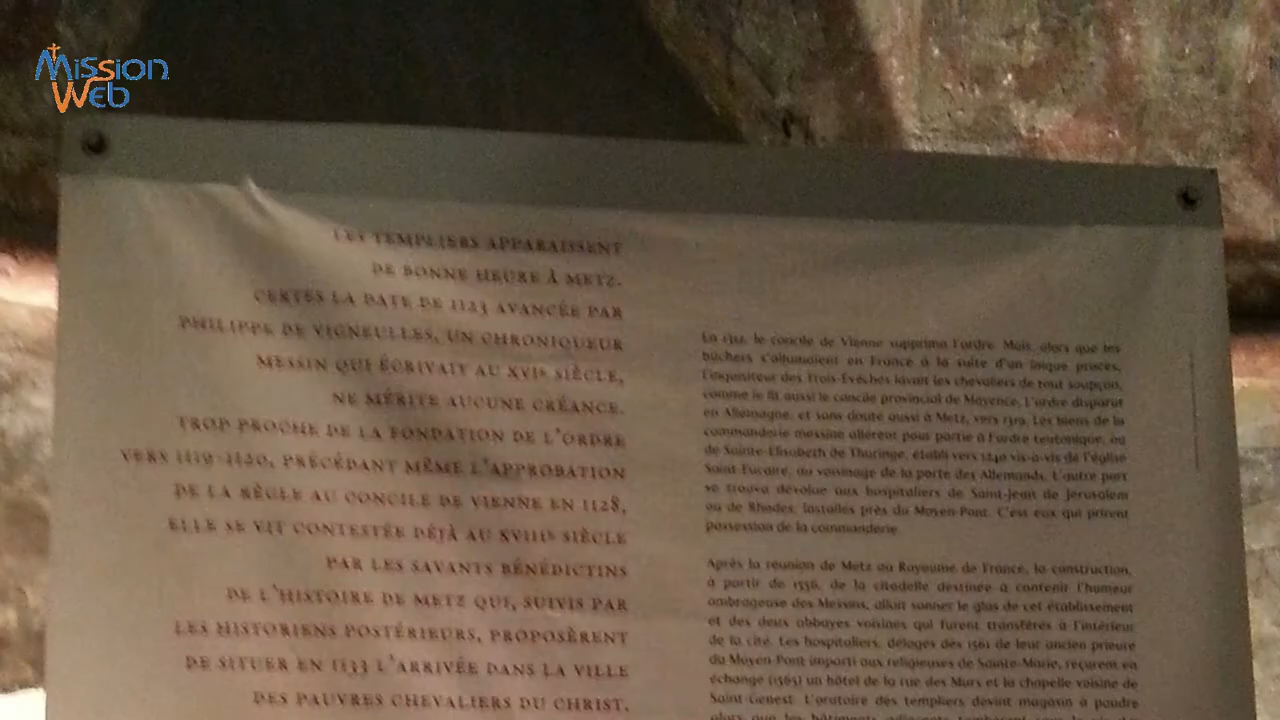 Mission
Web
LES TEMPLIERS APPARAISSENT
DE BONNE HEURE À METZ.
CERTES LA DATE DE 1123 AVANCÉE PAR
PHILIPPE DE VIGNEULLES, UN CHRONIQUEUR
MESSIN QUI ÉCRIVAIT AU XVIe SIÈCLE,
NE MÉRITE AUCUNE CRÉANCE.
TROP PROCHE DE LA FONDATION DE L'ORDRE
VERS 1119-1120, PRÉCÉDANT MÊME L'APPROBATION
DE LA RÈGLE AU CONCILE DE VIENNE EN 1128,
ELLE SE VIT CONTESTÉE DÉJÀ AU XVIIIe SIÈCLE
PAR LES SAVANTS BÉNÉDICTINS
DE L'HISTOIRE DE METZ QUI, SUIVIS PAR
LES HISTORIENS POSTÉRIEURS, PROPOSÈRENT
DE SITUER EN 1133 L'ARRIVÉE DANS LA VILLE
DES PAUVRES CHEVALIERS DU CHRIST.
En 1312, le concile de Vienne supprima l'ordre. Mais, alors que les
bûchers s'allumaient en France à la suite d'un inique procès,
l'inquisiteur des Trois-Évêchés lavait les chevaliers de tout soupçon,
comme le fit aussi le concile provincial de Mayence. L'ordre disparut
en Allemagne, et sans doute aussi à Metz, vers 1319. Les biens de la
commanderie messine allèrent pour partie à l'ordre teutonique, ou
de Sainte-Elisabeth de Thuringe, établi vers 1240 vis-à-vis de l'église
Saint-Eucaire, au voisinage de la porte des Allemands. L'autre part
se trouva dévolue aux hospitaliers de Saint-Jean de Jérusalem
ou de Rhodes, installés près du Moyen-Pont. C'est eux qui prirent
possession de la commanderie.
Après la réunion de Metz au Royaume de France, la construction,
à partir de 1556, de la citadelle destinée à contenir l'humeur
ombrageuse des Messins, allait sonner le glas de cet établissement
et des deux abbayes voisines qui furent transférés à l'intérieur
de la cité. Les hospitaliers, délogés dès 1561 de leur ancien prieuré
du Moyen-Pont imparti aux religieuses de Sainte-Marie, reçurent en
échange (1565) un hôtel de la rue des Murs et la chapelle voisine de
Saint-Genest. L'oratoire des templiers devint magasin à poudre
alors que les bâtiments adjacents